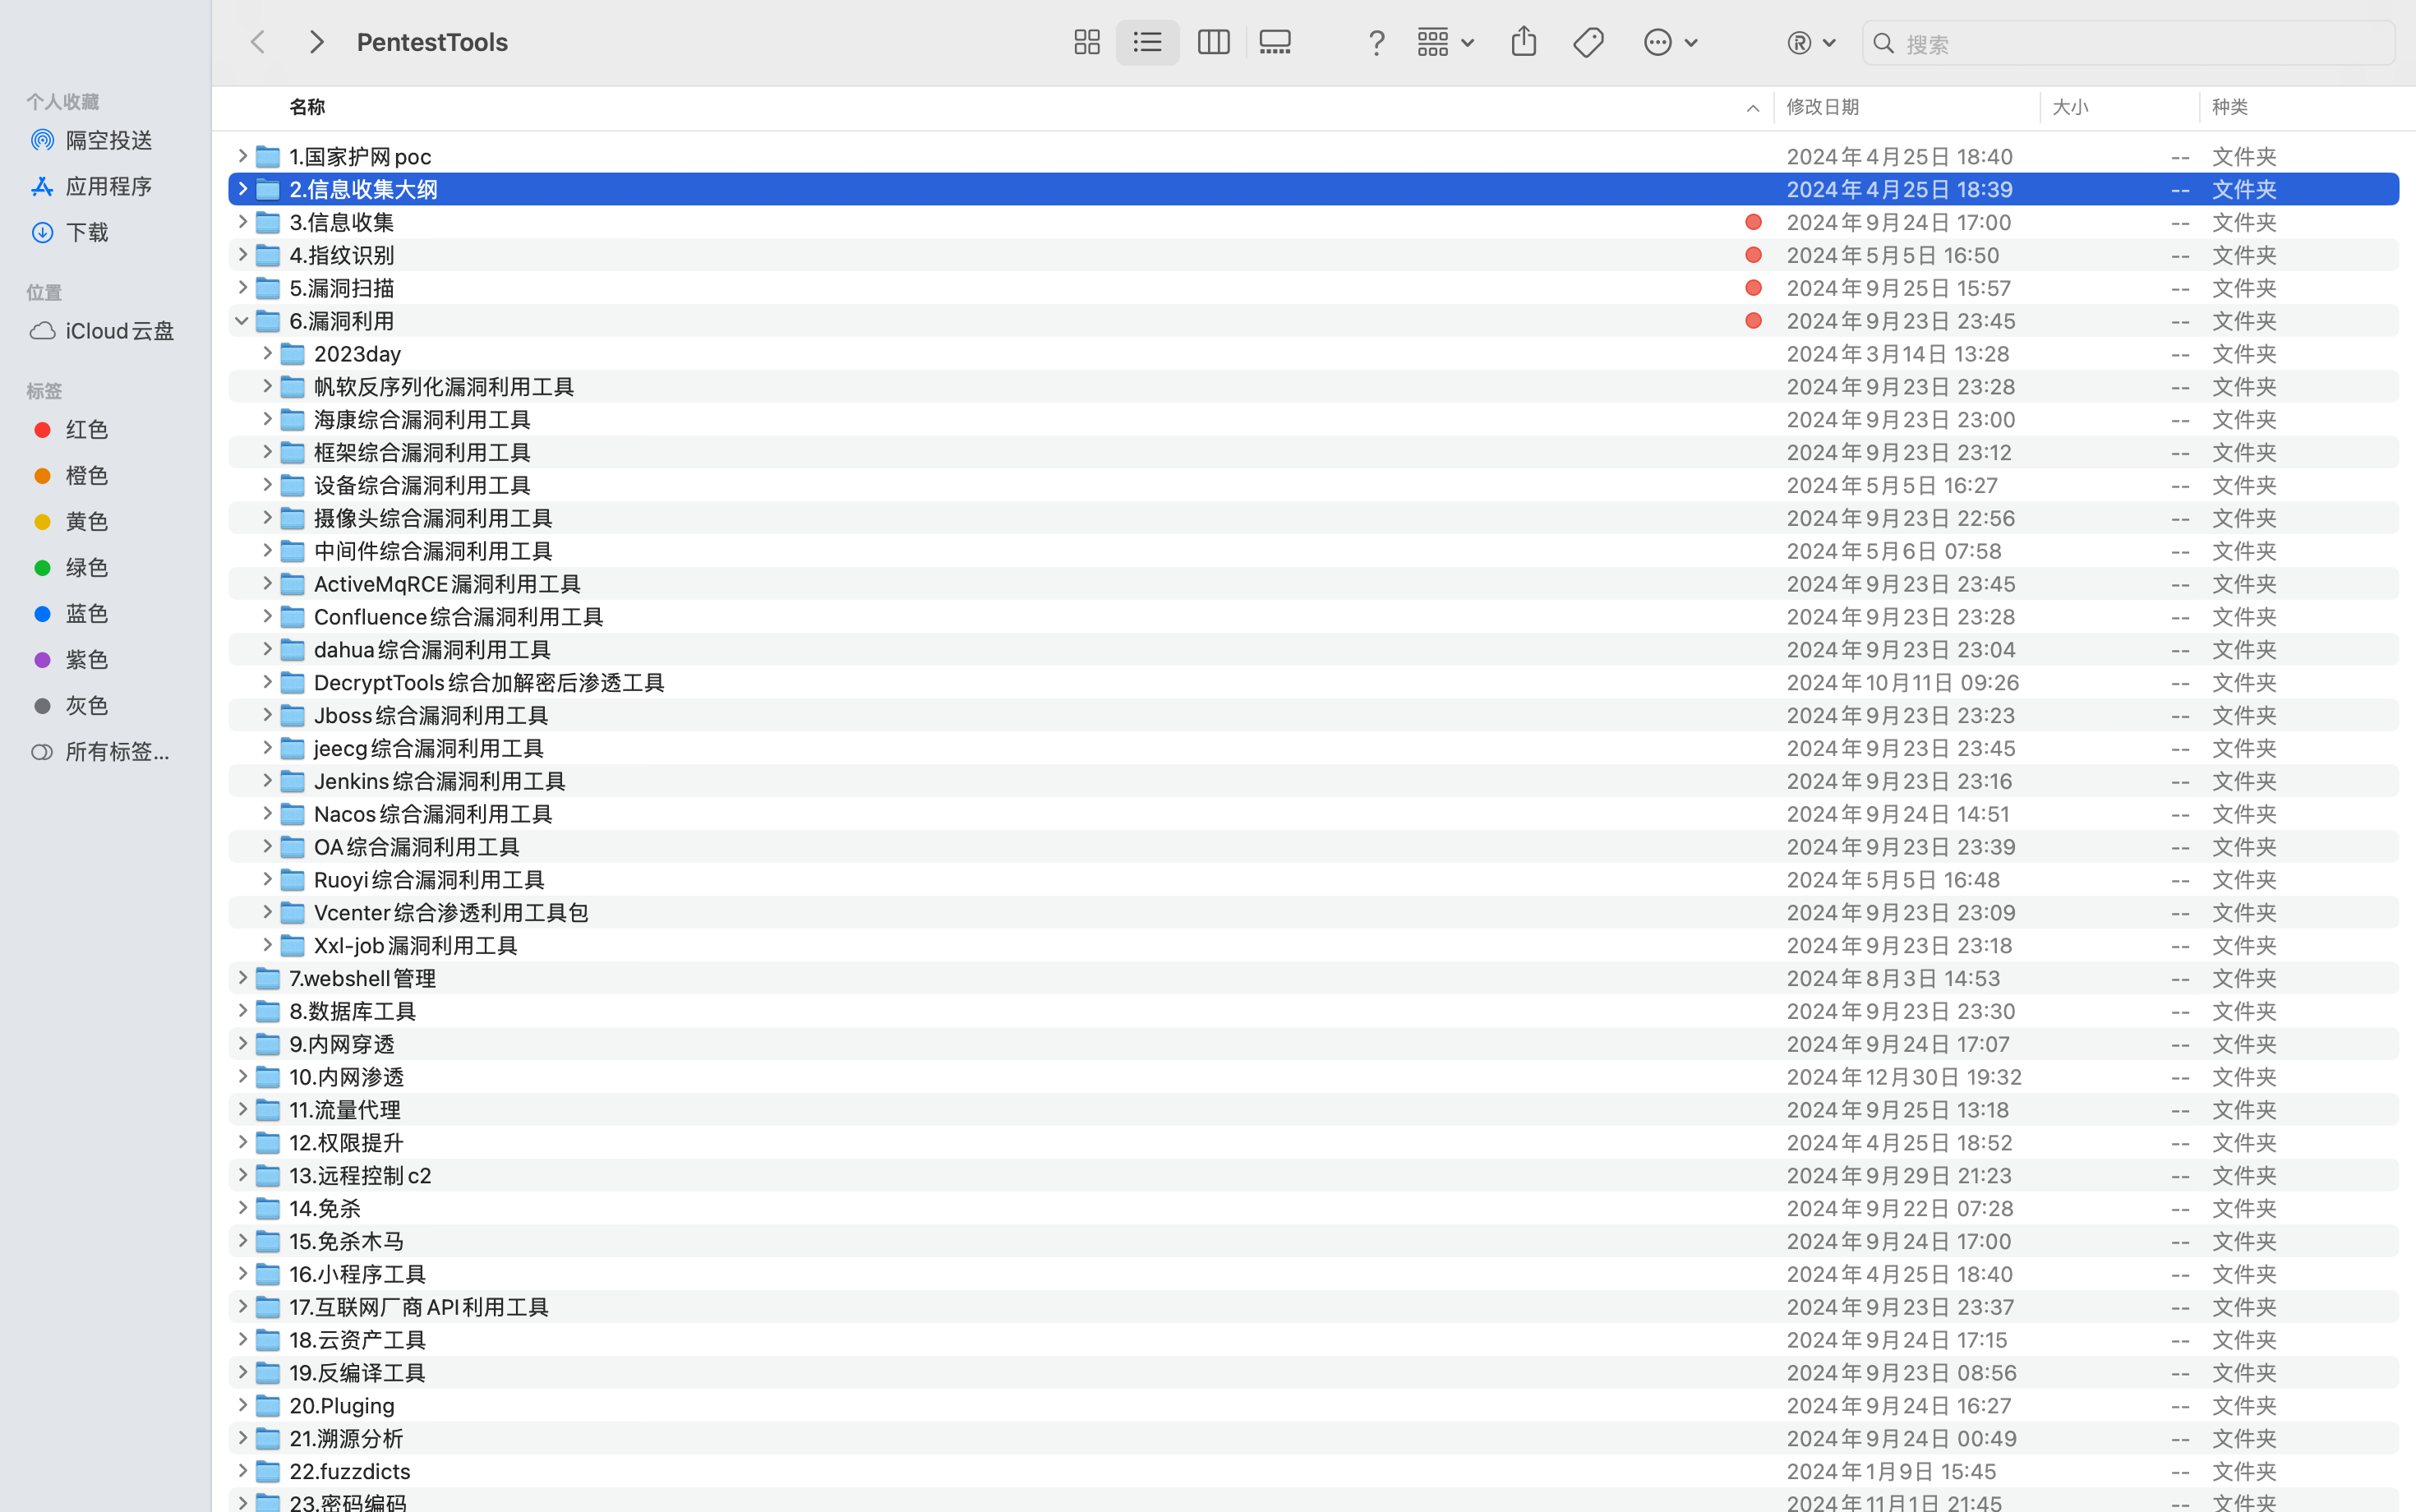 PentestTools
搜索
个人收藏
隔空投送
应用程序
下载
位置
iCloud云盘
标签
红色
橙色
黄色
绿色
蓝色
紫色
灰色
所有标签...
名称 修改日期 大小 种类
1.国家护网poc 2024年4月25日 18:40 -- 文件夹
2.信息收集大纲 2024年4月25日 18:39 -- 文件夹
3.信息收集 2024年9月24日 17:00 -- 文件夹
4.指纹识别 2024年5月5日 16:50 -- 文件夹
5.漏洞扫描 2024年9月25日 15:57 -- 文件夹
6.漏洞利用 2024年9月23日 23:45 -- 文件夹
2023day 2024年3月14日 13:28 -- 文件夹
帆软反序列化漏洞利用工具 2024年9月23日 23:28 -- 文件夹
海康综合漏洞利用工具 2024年9月23日 23:00 -- 文件夹
框架综合漏洞利用工具 2024年9月23日 23:12 -- 文件夹
设备综合漏洞利用工具 2024年5月5日 16:27 -- 文件夹
摄像头综合漏洞利用工具 2024年9月23日 22:56 -- 文件夹
中间件综合漏洞利用工具 2024年5月6日 07:58 -- 文件夹
ActiveMqRCE漏洞利用工具 2024年9月23日 23:45 -- 文件夹
Confluence综合漏洞利用工具 2024年9月23日 23:28 -- 文件夹
dahua综合漏洞利用工具 2024年9月23日 23:04 -- 文件夹
DecryptTools综合加解密后渗透工具 2024年10月11日 09:26 -- 文件夹
Jboss综合漏洞利用工具 2024年9月23日 23:23 -- 文件夹
jeecg综合漏洞利用工具 2024年9月23日 23:45 -- 文件夹
Jenkins综合漏洞利用工具 2024年9月23日 23:16 -- 文件夹
Nacos综合漏洞利用工具 2024年9月24日 14:51 -- 文件夹
OA综合漏洞利用工具 2024年9月23日 23:39 -- 文件夹
Ruoyi综合漏洞利用工具 2024年5月5日 16:48 -- 文件夹
Vcenter综合渗透利用工具包 2024年9月23日 23:09 -- 文件夹
Xxl-job漏洞利用工具 2024年9月23日 23:18 -- 文件夹
7.webshell管理 2024年8月3日 14:53 -- 文件夹
8.数据库工具 2024年9月23日 23:30 -- 文件夹
9.内网穿透 2024年9月24日 17:07 -- 文件夹
10.内网渗透 2024年12月30日 19:32 -- 文件夹
11.流量代理 2024年9月25日 13:18 -- 文件夹
12.权限提升 2024年4月25日 18:52 -- 文件夹
13.远程控制c2 2024年9月29日 21:23 -- 文件夹
14.免杀 2024年9月22日 07:28 -- 文件夹
15.免杀木马 2024年9月24日 17:00 -- 文件夹
16.小程序工具 2024年4月25日 18:40 -- 文件夹
17.互联网厂商API利用工具 2024年9月23日 23:37 -- 文件夹
18.云资产工具 2024年9月24日 17:15 -- 文件夹
19.反编译工具 2024年9月23日 08:56 -- 文件夹
20.Pluging 2024年9月24日 16:27 -- 文件夹
21.溯源分析 2024年9月24日 00:49 -- 文件夹
22.fuzzdicts 2024年1月9日 15:45 -- 文件夹
23.密码编码 2024年11月1日 21:45 -- 文件夹